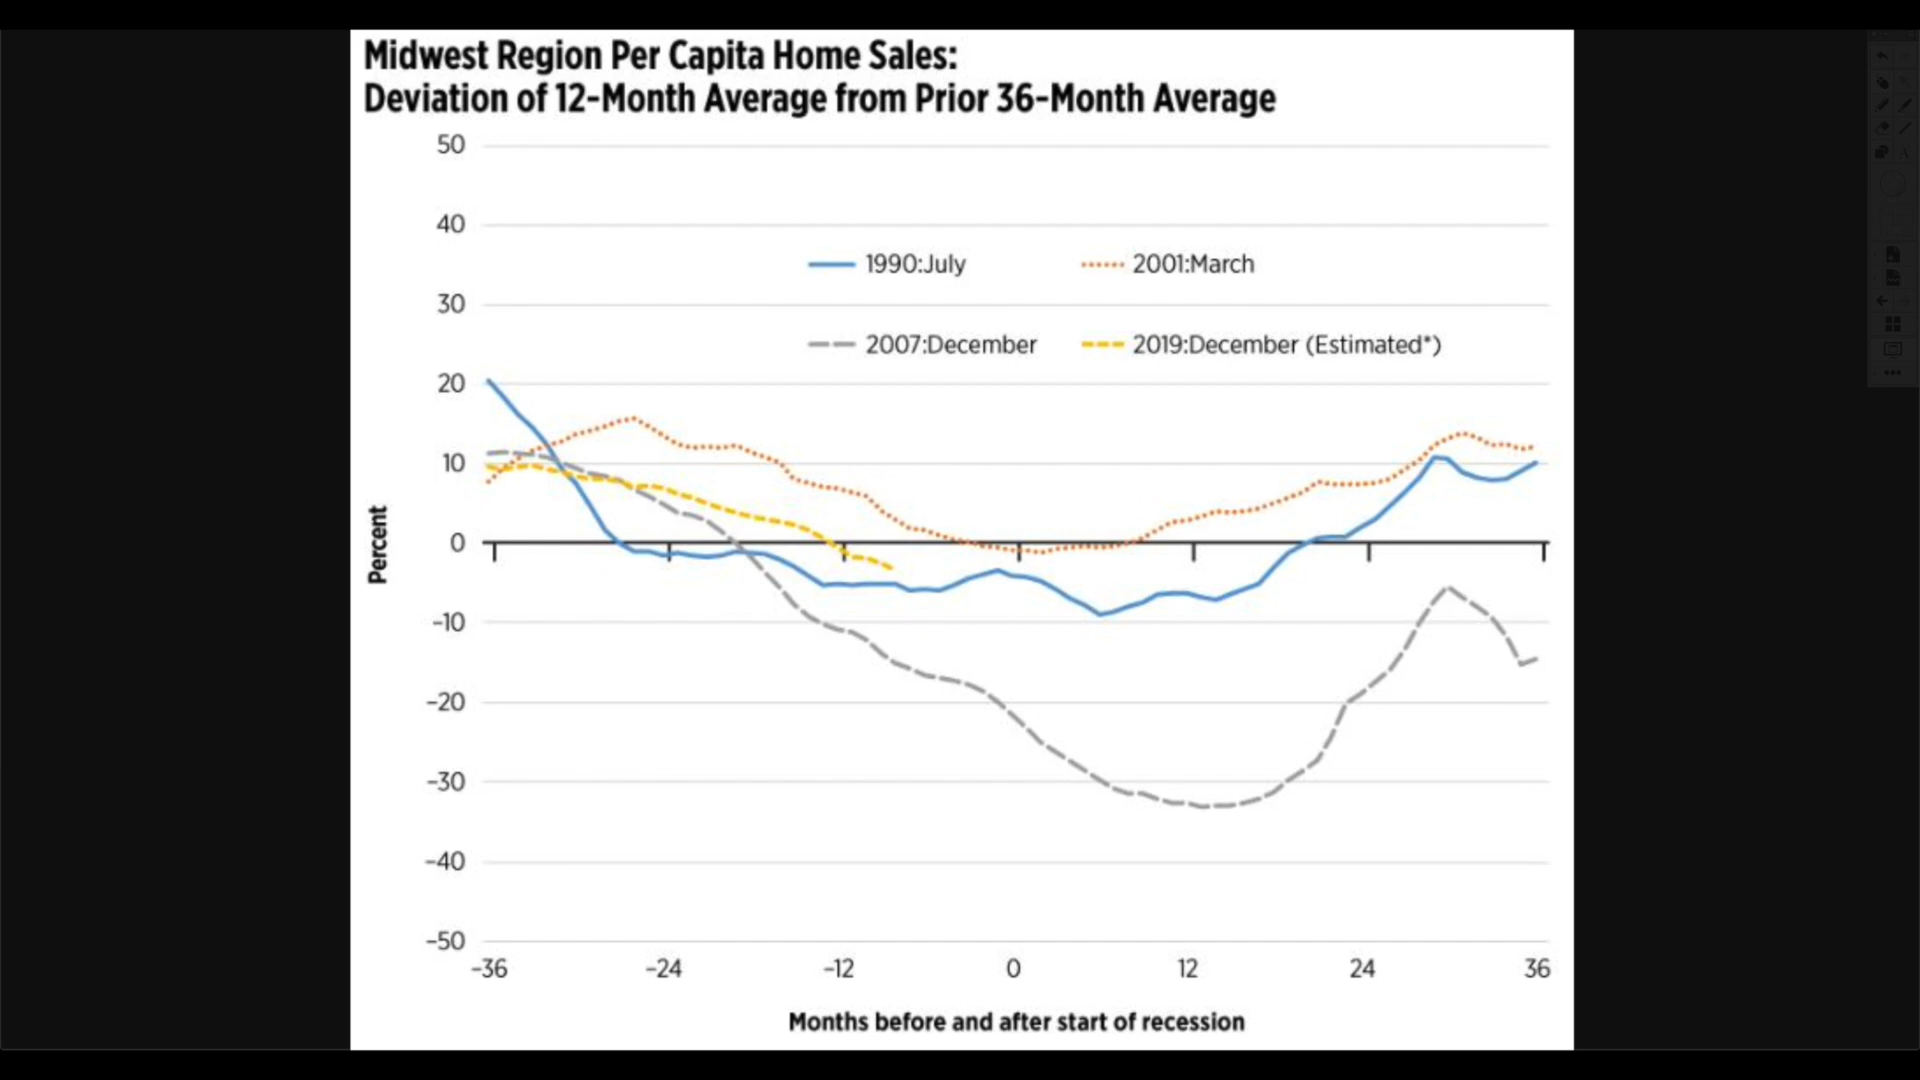 Midwest Region Per Capita Home Sales:
Deviation of 12-Month Average from Prior 36-Month Average
50
40
1990:July 2001:March
30
2007:December 2019:December (Estimated*)
20
10
0
Percent
-10
-20
-30
-40
-50
-36 -24 -12 0 12 24 36
Months before and after start of recession